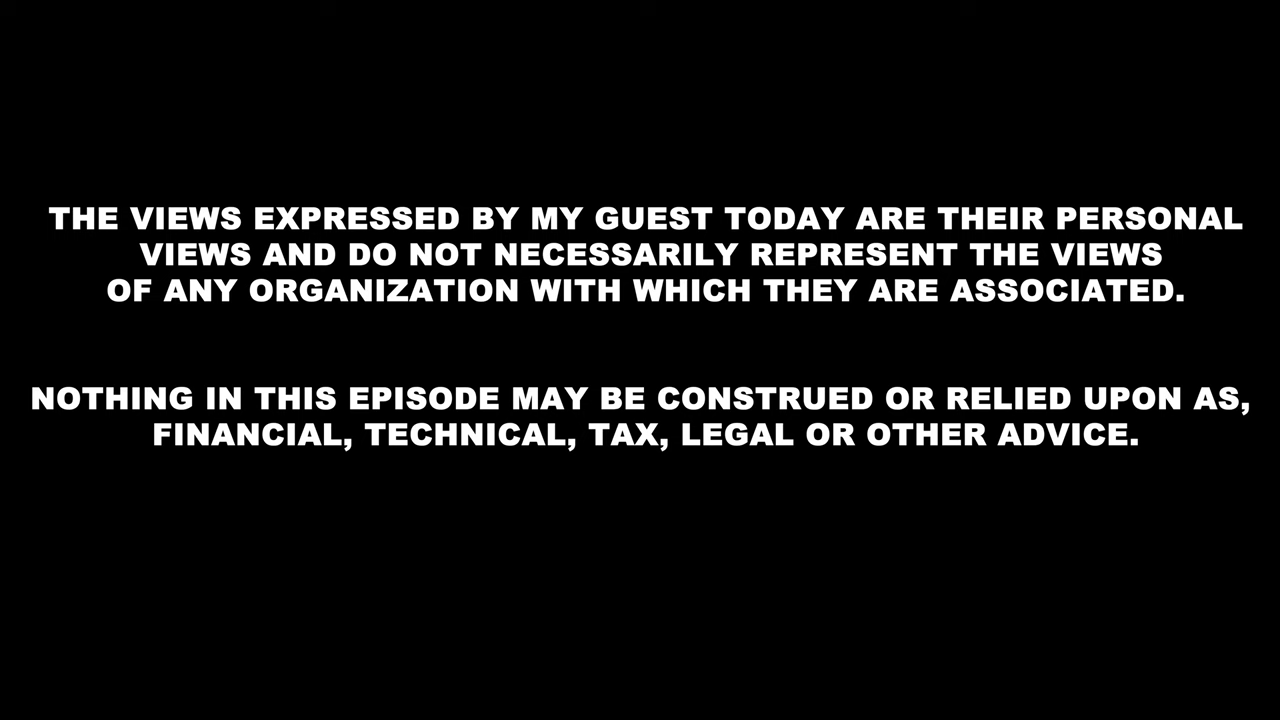 THE VIEWS EXPRESSED BY MY GUEST TODAY ARE THEIR PERSONAL
VIEWS AND DO NOT NECESSARILY REPRESENT THE VIEWS
OF ANY ORGANIZATION WITH WHICH THEY ARE ASSOCIATED.
NOTHING IN THIS EPISODE MAY BE CONSTRUED OR RELIED UPON AS,
FINANCIAL, TECHNICAL, TAX, LEGAL OR OTHER ADVICE.